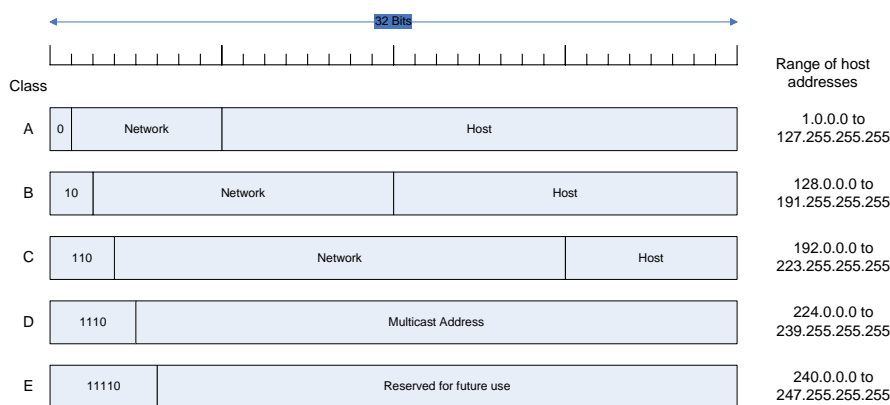 32 Bits
Range of host
addresses
Class
A
0
Network
Host
1.0.0.0 to
127.255.255.255
B
10
Network
Host
128.0.0.0 to
191.255.255.255
C
110
Network
Host
192.0.0.0 to
223.255.255.255
D
1110
Multicast Address
224.0.0.0 to
239.255.255.255
E
11110
Reserved for future use
240.0.0.0 to
247.255.255.255